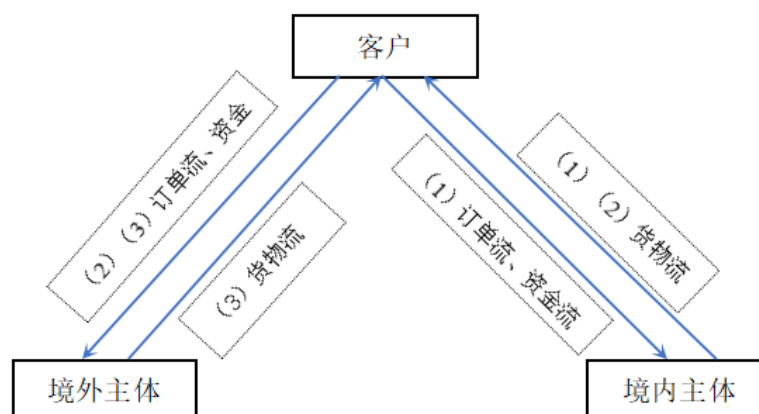 客户
（2）（3）订单流、资金
（3）货物流
（1）订单流、资金流
（1）（2）货物流
境外主体
境内主体